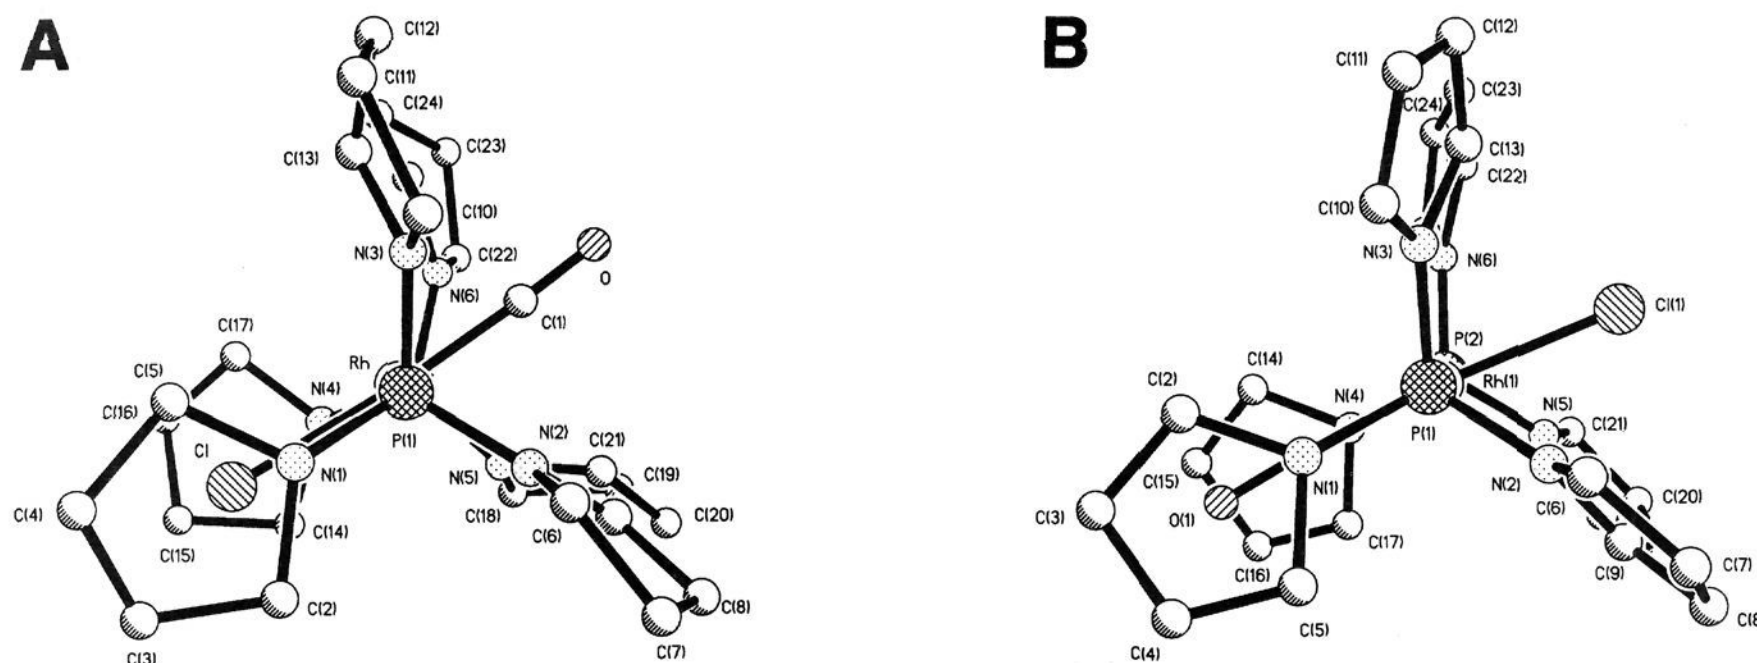 A
C(12)
C(11)
C(24)
C(13)
C(23)
C(10)
N(3)
C(22)
O
N(6)
C(1)
C(17)
Rh
C(5)
N(4)
C(16)
Cl
P(1)
N(2)
C(21)
N(1)
N(5)
C(19)
C(4)
C(18)
C(20)
C(6)
C(15)
C(14)
C(2)
C(8)
C(3)
C(7)
B
C(12)
C(11)
C(23)
C(24)
C(13)
C(22)
C(10)
N(3)
N(6)
Cl(1)
P(2)
C(14)
C(2)
Rh(1)
N(4)
N(5)
C(21)
P(1)
C(15)
N(1)
N(2)
C(20)
O(1)
C(6)
C(3)
C(17)
C(7)
C(16)
C(9)
C(8
C(5)
C(4)